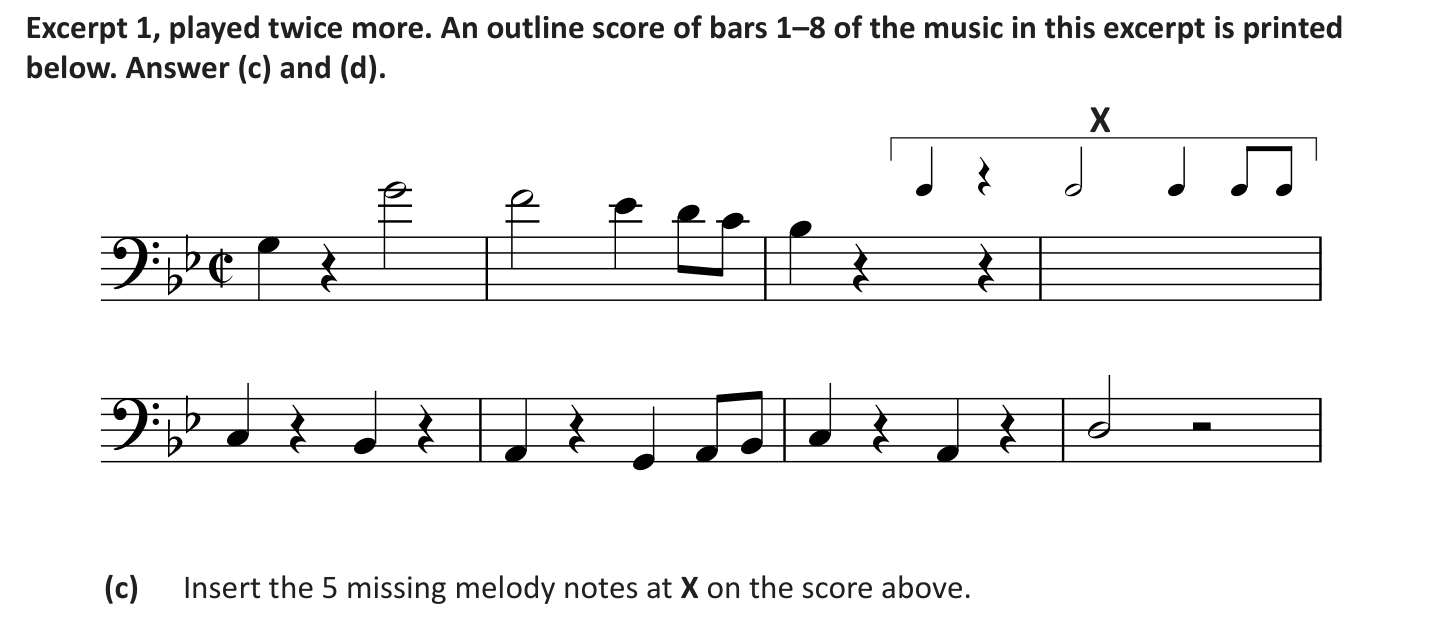 Excerpt 1, played twice more. An outline score of bars 1–8 of the music in this excerpt is printed
below. Answer (c) and (d).
X
(c) Insert the 5 missing melody notes at X on the score above.